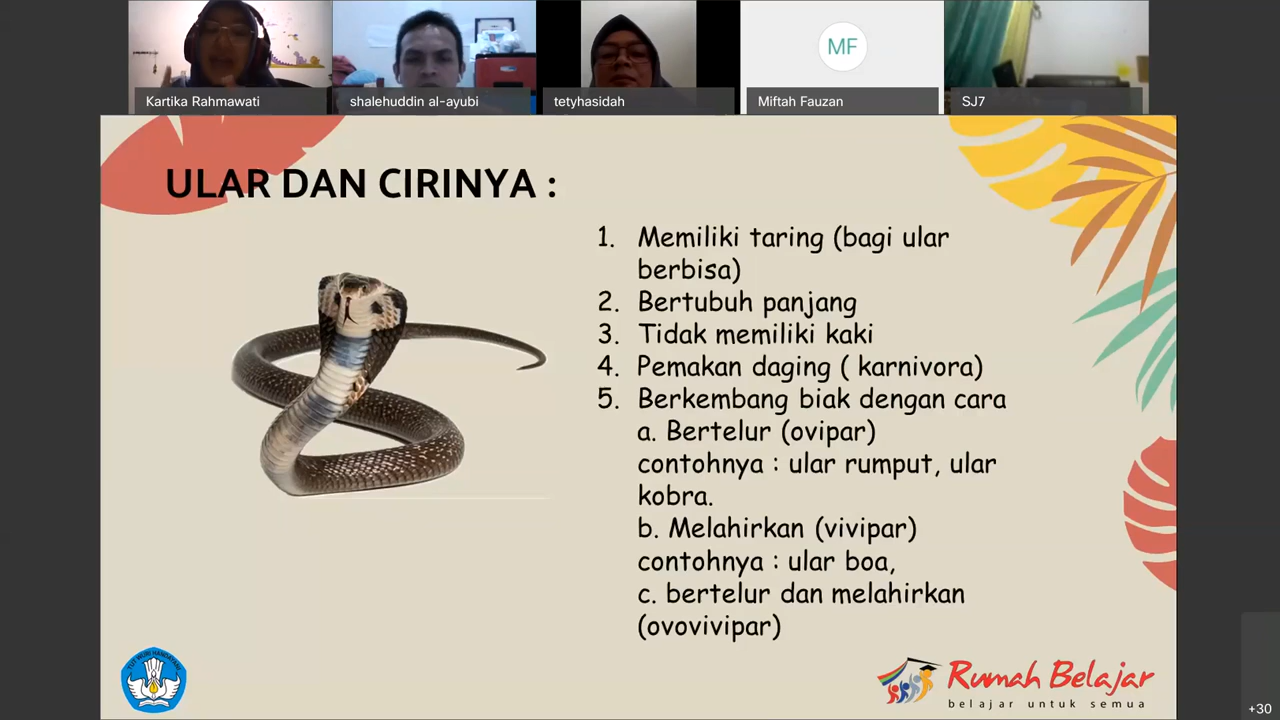 MF
Kartika Rahmawati
shalehuddin al-ayubi
tetyhasidah
Miftah Fauzan
SJ7
ULAR DAN CIRINYA :
1. Memiliki taring (bagi ular
berbisa)
2. Bertubuh panjang
3. Tidak memiliki kaki
4. Pemakan daging ( karnivora)
5. Berkembang biak dengan cara
a. Bertelur (ovipar)
contohnya : ular rumput, ular
kobra.
b. Melahirkan (vivipar)
contohnya : ular boa,
c. bertelur dan melahirkan
(ovovivipar)
TUT WURI HANDAYANI
Rumah Belajar
belajar untuk semua
+30